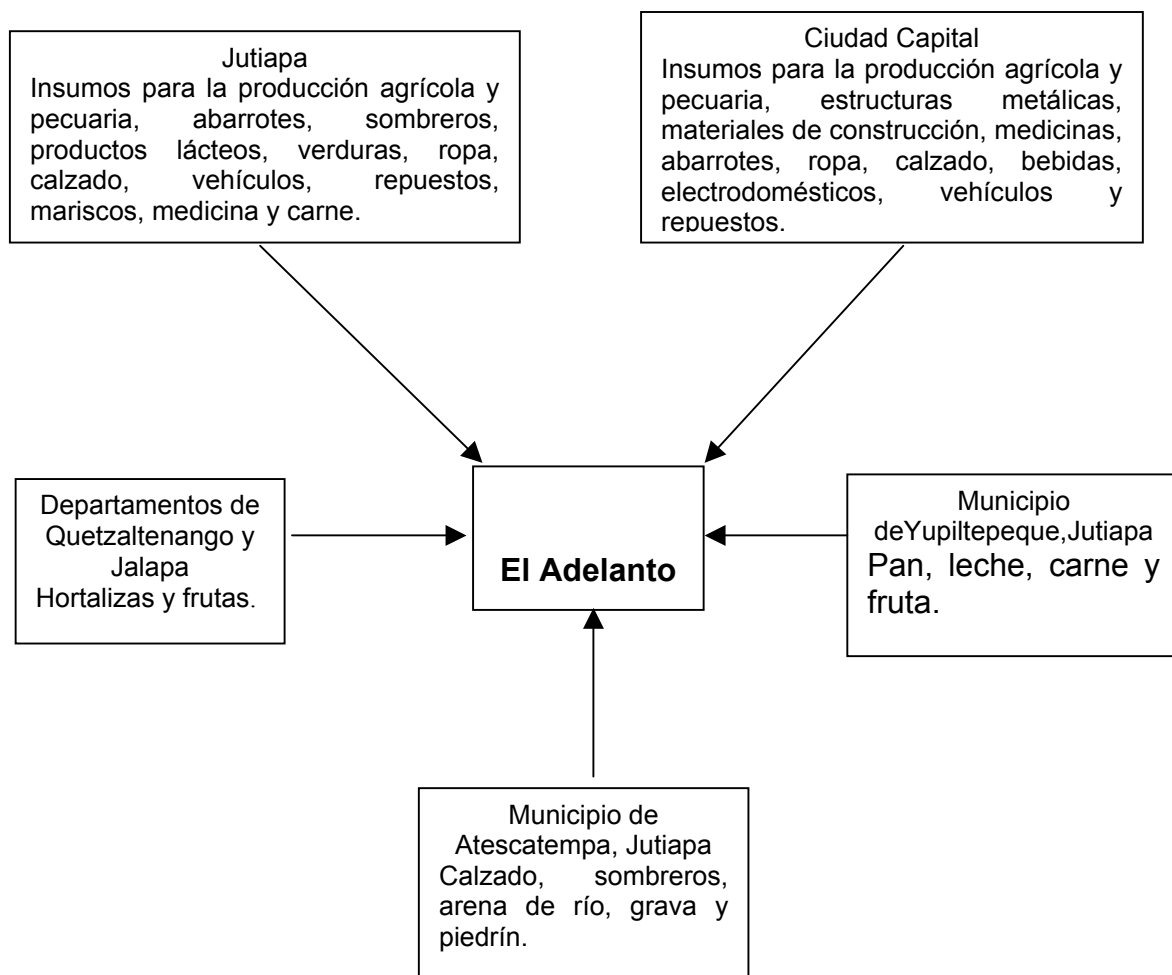 Jutiapa
Insumos para la producción agrícola y
pecuaria, abarrotes, sombreros,
productos lácteos, verduras, ropa,
calzado, vehículos, repuestos,
mariscos, medicina y carne.
Ciudad Capital
Insumos para la producción agrícola y
pecuaria, estructuras metálicas,
materiales de construcción, medicinas,
abarrotes, ropa, calzado, bebidas,
electrodomésticos, vehículos y
repuestos.
Departamentos de
Quetzaltenango y
Jalapa
Hortalizas y frutas.
El Adelanto
Municipio
deYupiltepeque,Jutiapa
Pan, leche, carne y
fruta.
Municipio de
Atescatempa, Jutiapa
Calzado, sombreros,
arena de río, grava y
piedrín.